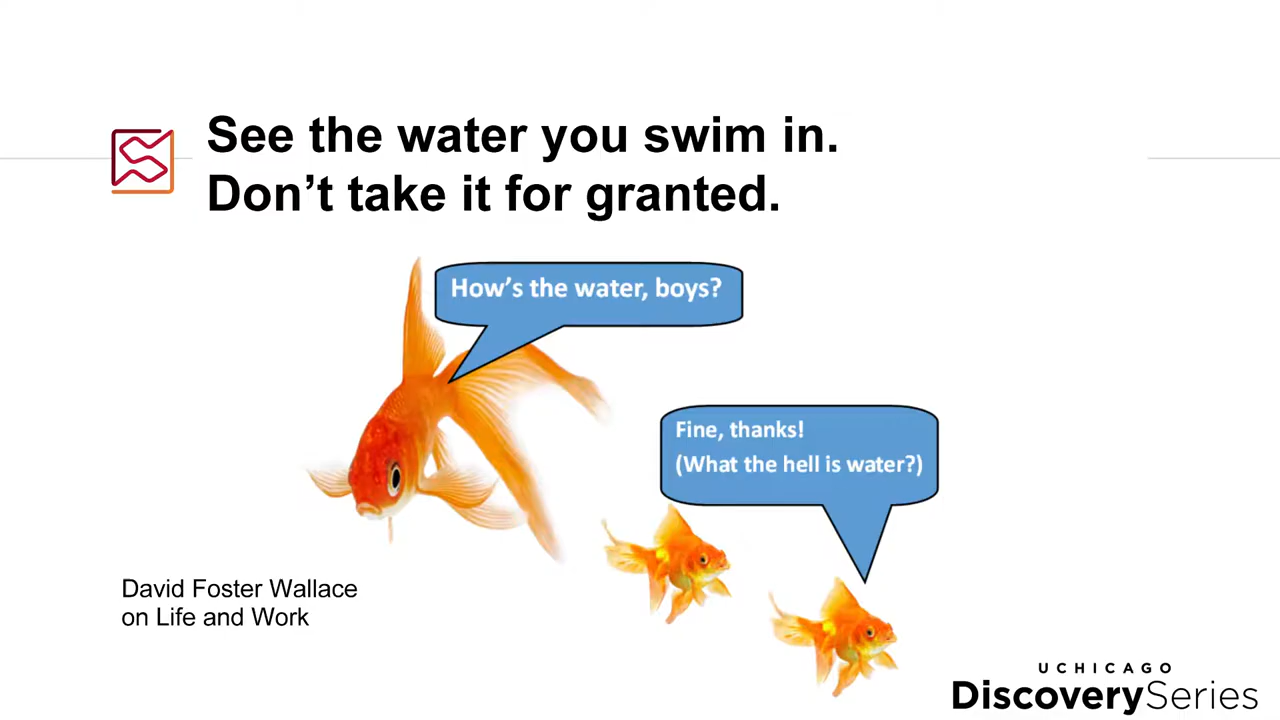 See the water you swim in.
Don’t take it for granted.
How’s the water, boys?
Fine, thanks!
(What the hell is water?)
David Foster Wallace
on Life and Work
UCHICAGO
DiscoverySeries